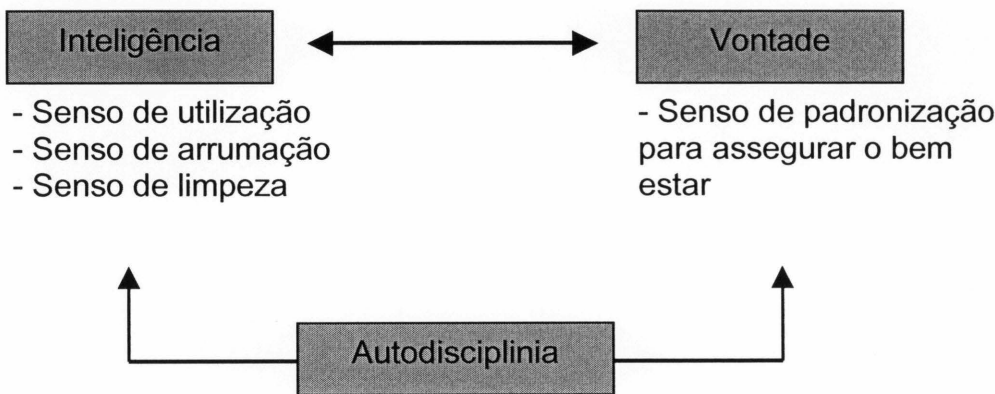 Inteligência
Vontade
- Senso de utilização
- Senso de arrumação
- Senso de limpeza
- Senso de padronização
para assegurar o bem
estar
Autodisciplinia